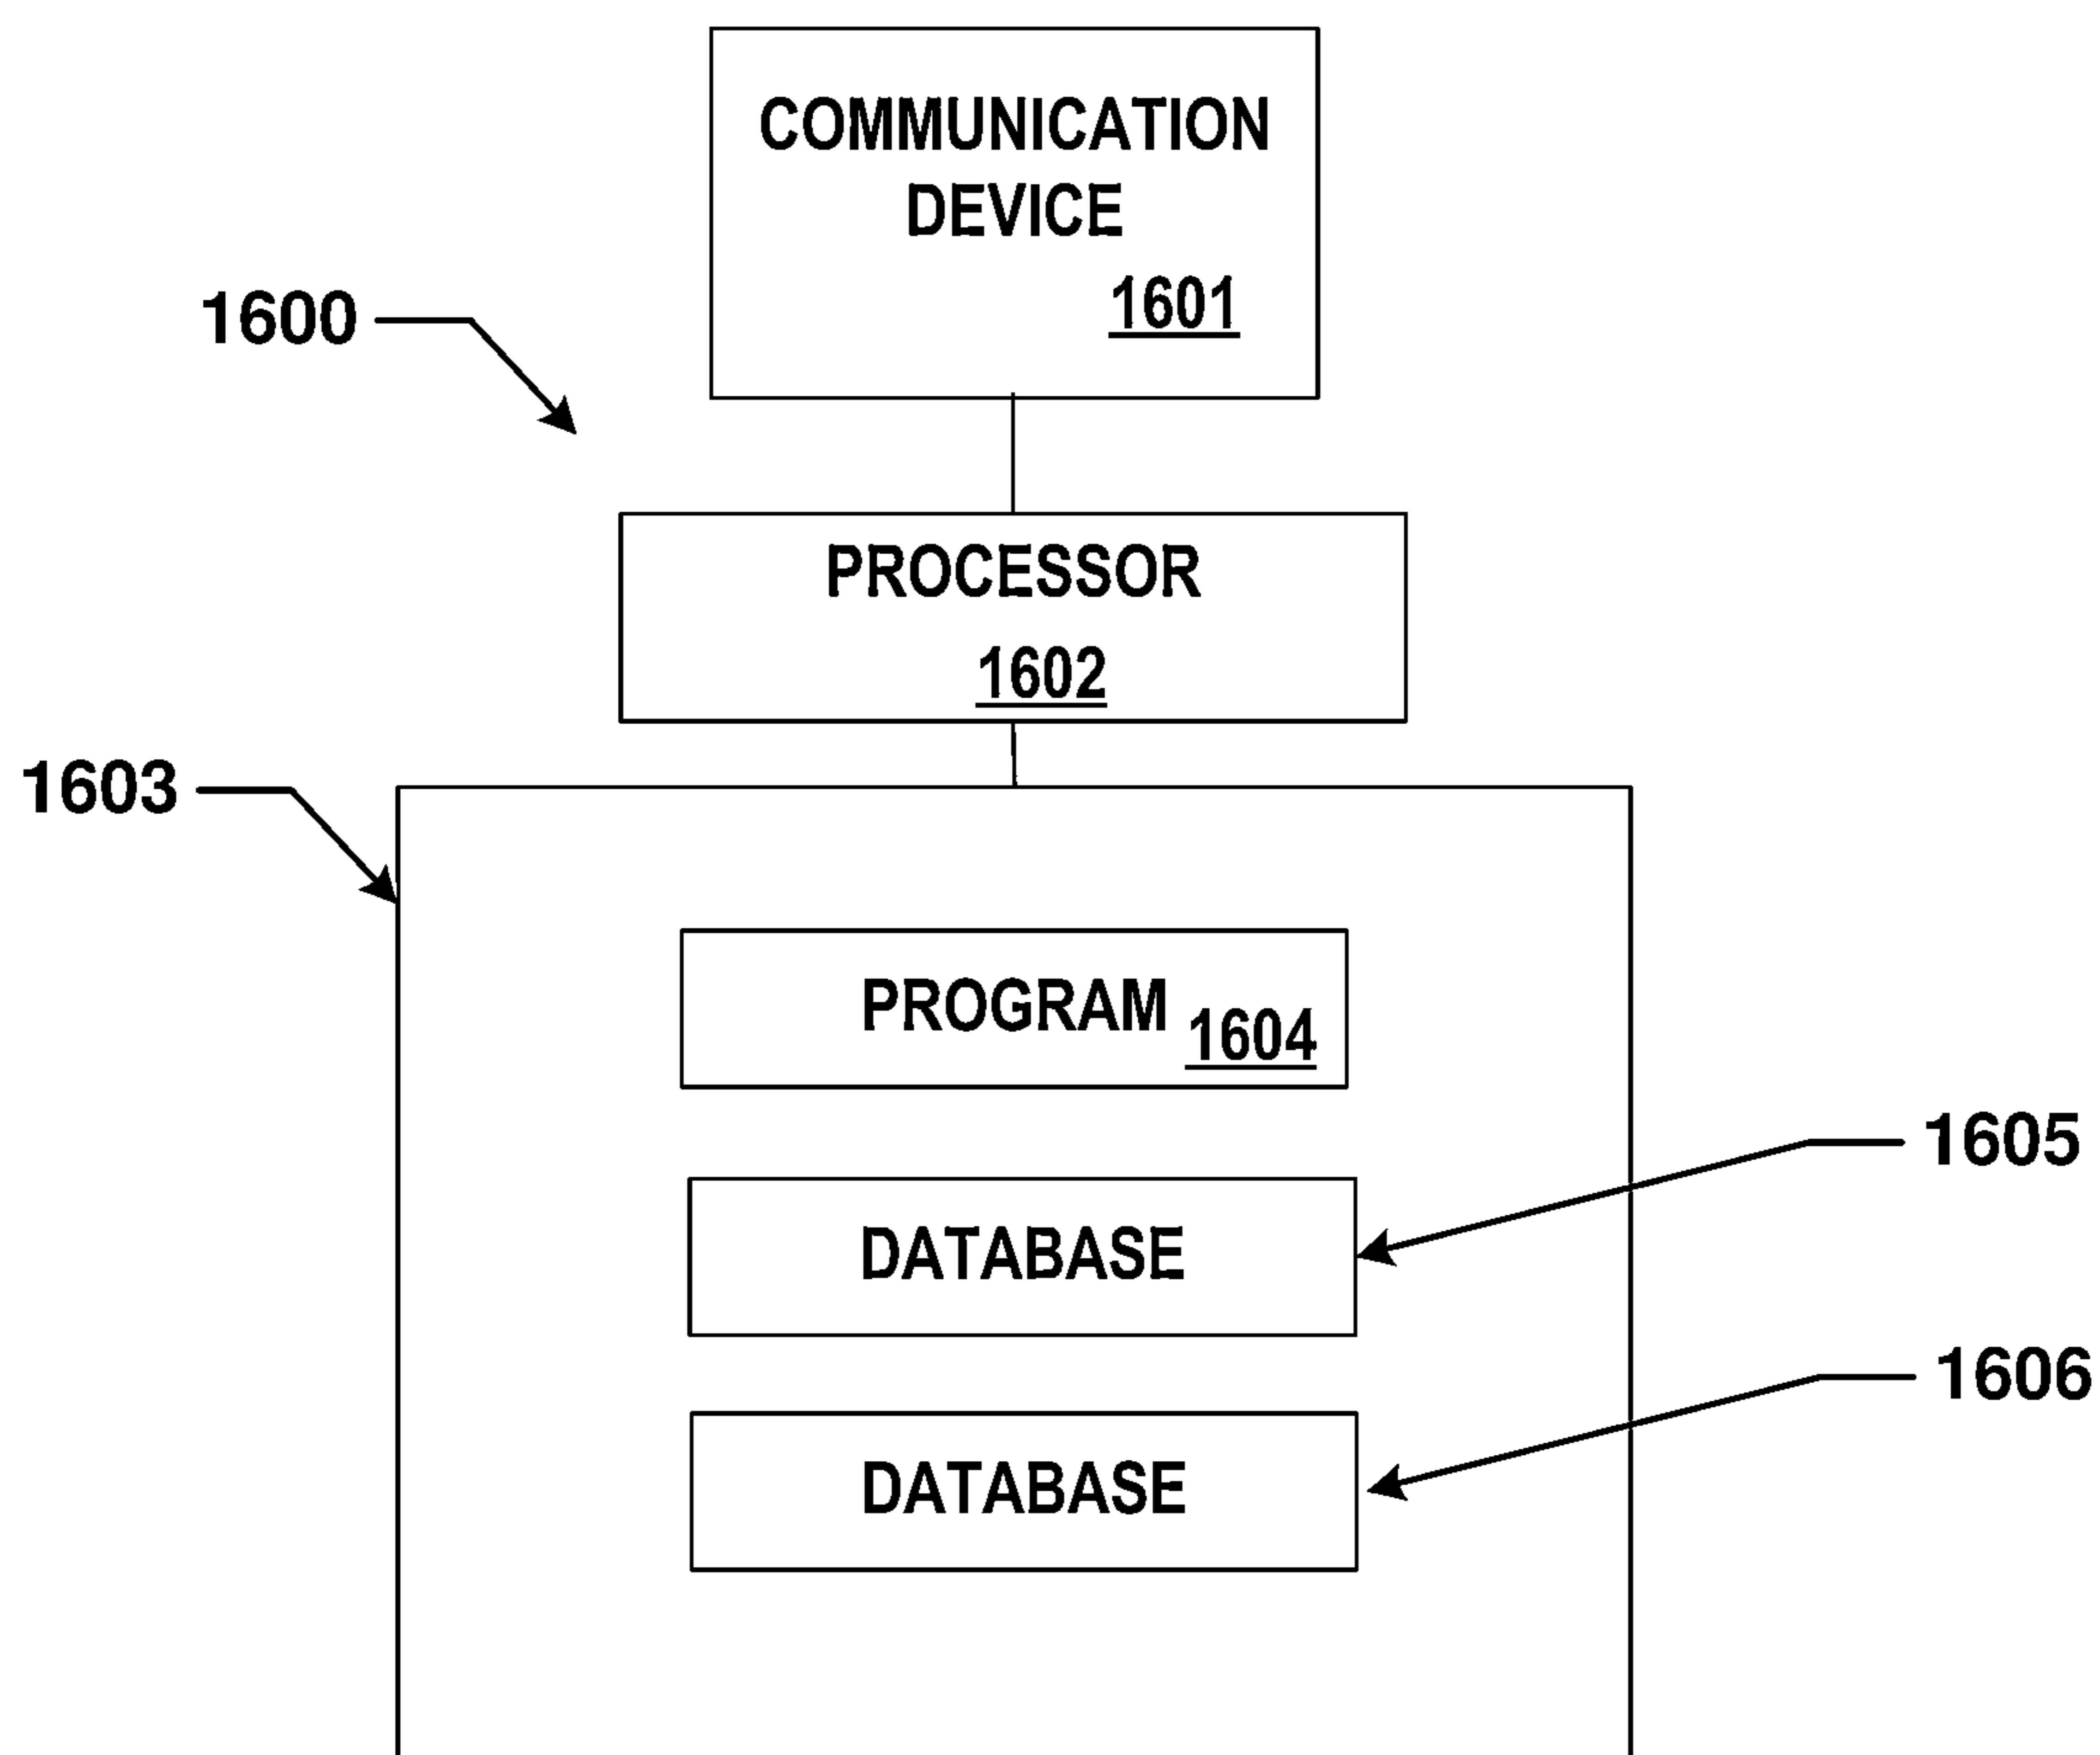 COMMUNICATION
DEVICE
1601
1600
PROCESSOR
1602
1603
PROGRAM 1604
1605
DATABASE
1606
DATABASE